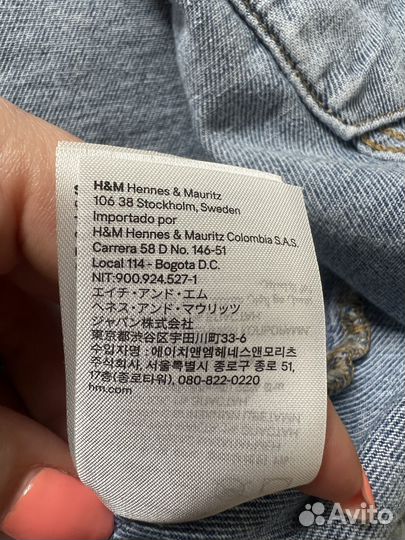 H&M Hennes & Mauritz
106 38 Stockholm, Sweden
Importado por
H&M Hennes & Mauritz Colombia S.A.S.
Carrera 58 D No. 146-51
Local 114 - Bogota D.C.
NIT:900.924.527-1
エイチ・アンド・エム
ヘネス・アンド・マウリッツ
ジャパン株式会社
東京都渋谷区宇田川町33-6
수입자명 : 에이치앤엠헤네스앤모리츠
주식회사, 서울특별시 종로구 종로 51,
17층(종로타워), 080-822-0220
hm.com
Avito